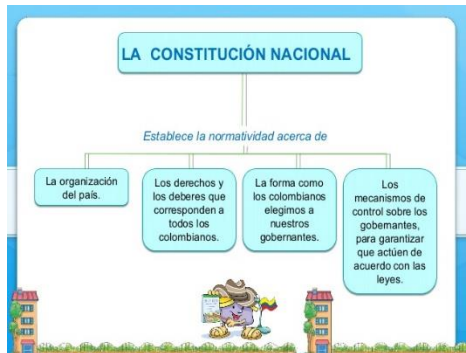 LA CONSTITUCIÓN NACIONAL
Establece la normatividad acerca de
La organización
del país.
Los derechos y
los deberes que
corresponden a
todos los
colombianos.
La forma como
los colombianos
elegimos a
nuestros
gobernantes.
Los
mecanismos de
control sobre los
gobernantes,
para garantizar
que actúen de
acuerdo con las
leyes.